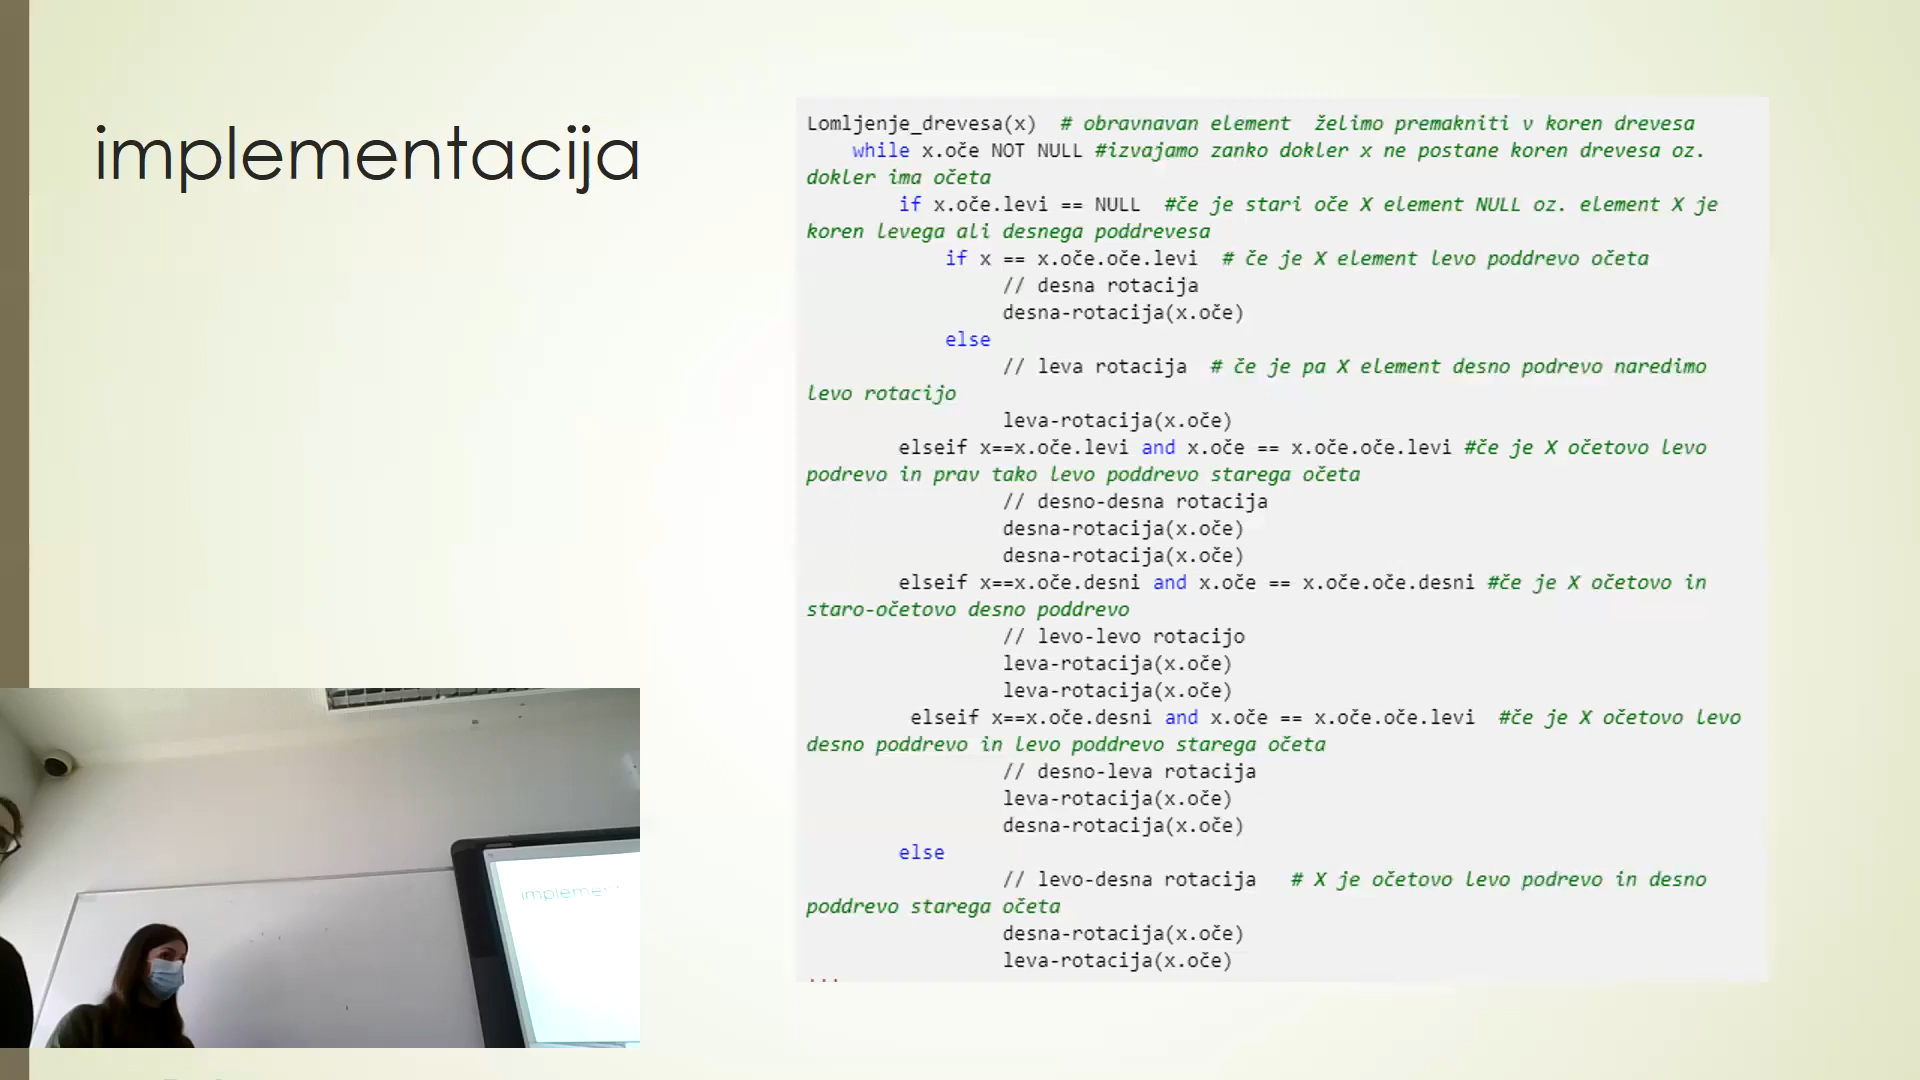 implementacija
Lomljenje_drevesa(x)  # obravnavan element  želimo premakniti v koren drevesa
while x.oče NOT NULL #izvajamo zanko dokler x ne postane koren drevesa oz.
dokler ima očeta
if x.oče.levi == NULL  #če je stari oče X element NULL oz. element X je
koren levega ali desnega poddrevesa
if x == x.oče.oče.levi  # če je X element levo poddrevo očeta
// desna rotacija
desna-rotacija(x.oče)
else
// leva rotacija  # če je pa X element desno podrevo naredimo
levo rotacijo
leva-rotacija(x.oče)
elseif x==x.oče.levi and x.oče == x.oče.oče.levi #če je X očetovo levo
podrevo in prav tako levo poddrevo starega očeta
// desno-desna rotacija
desna-rotacija(x.oče)
desna-rotacija(x.oče)
elseif x==x.oče.desni and x.oče == x.oče.oče.desni #če je X očetovo in
staro-očetovo desno poddrevo
// levo-levo rotacijo
leva-rotacija(x.oče)
leva-rotacija(x.oče)
elseif x==x.oče.desni and x.oče == x.oče.oče.levi  #če je X očetovo levo
desno poddrevo in levo poddrevo starega očeta
// desno-leva rotacija
leva-rotacija(x.oče)
desna-rotacija(x.oče)
else
// levo-desna rotacija   # X je očetovo levo podrevo in desno
poddrevo starega očeta
desna-rotacija(x.oče)
leva-rotacija(x.oče)
...